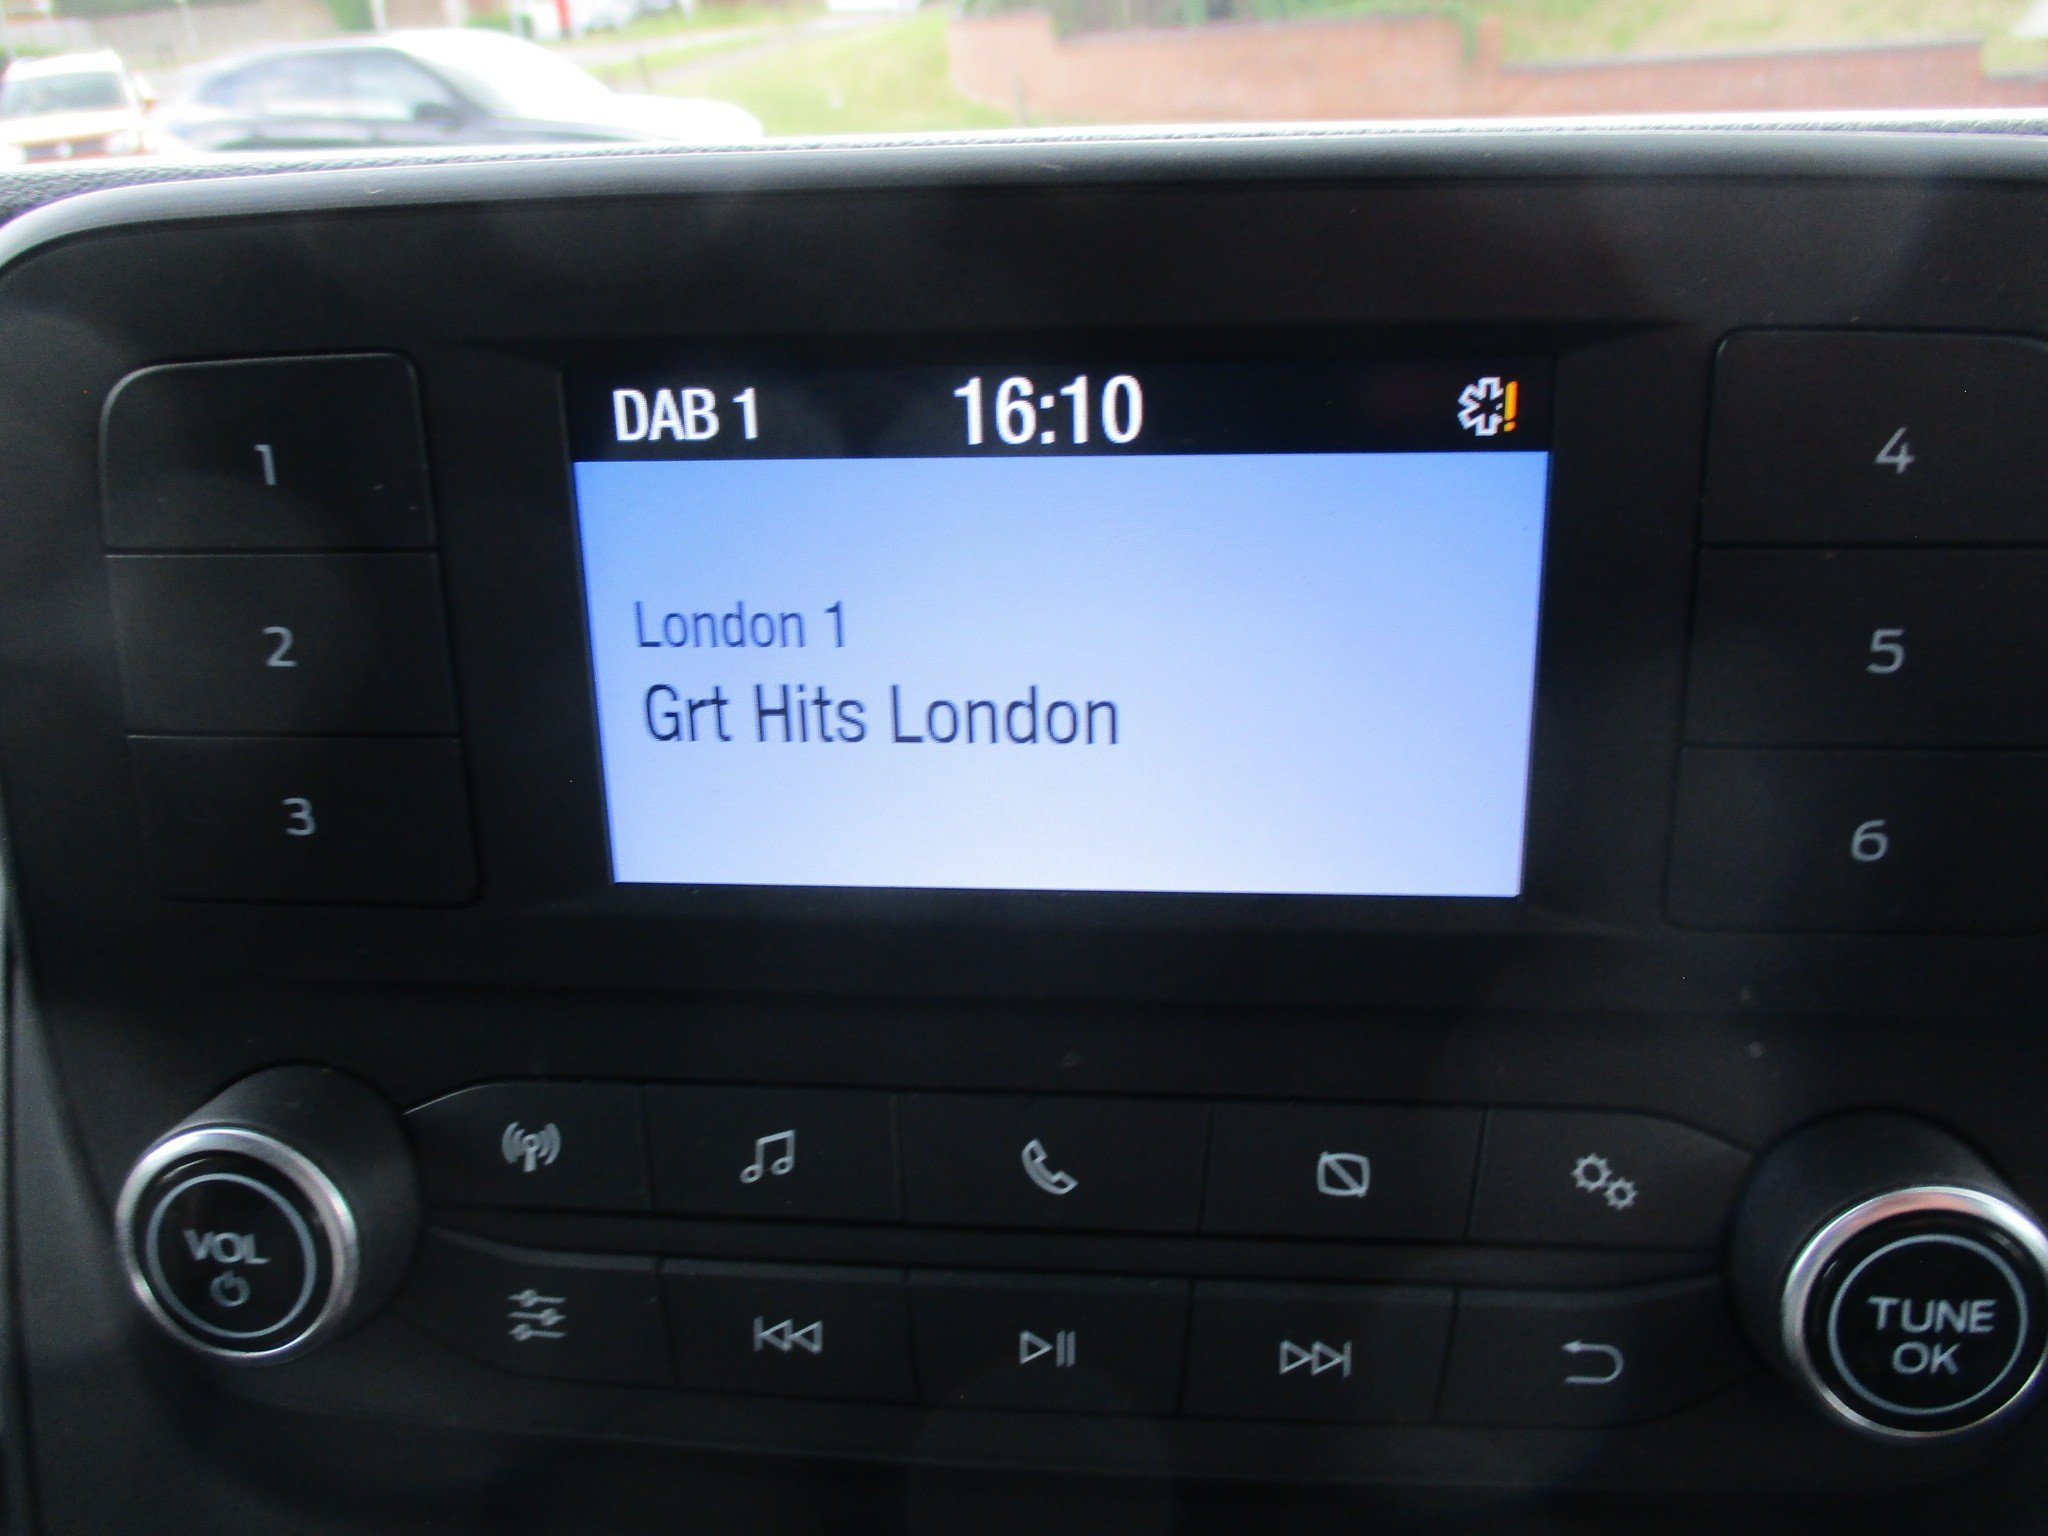 DAB 1 16:10
London 1
Grt Hits London
1
2
3
4
5
6
VOL
TUNE
OK